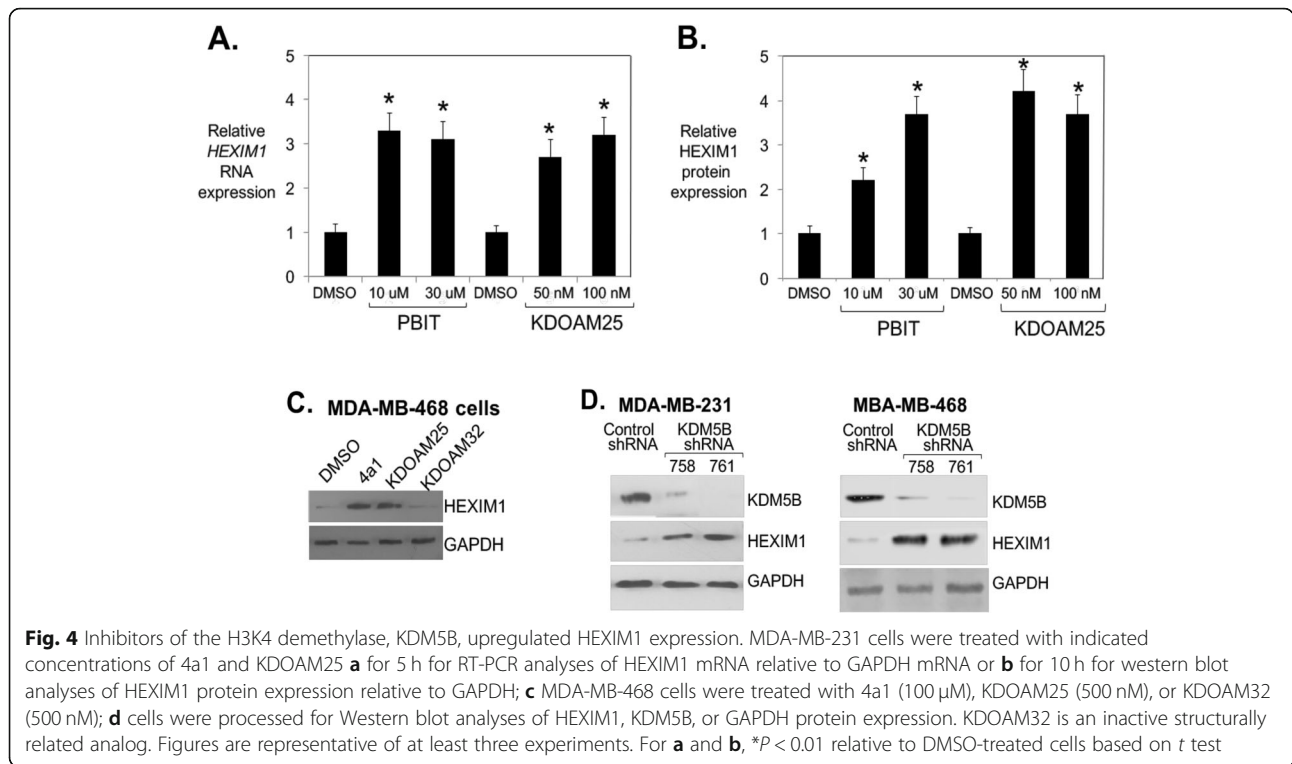 A.
5
4
3
2
1
0
Relative
HEXIM1
RNA
expression
*
*
*
*
DMSO 10 uM 30 uM DMSO 50 nM 100 nM
PBIT KDOAM25
B.
5
4
3
2
1
0
Relative
HEXIM1
protein
expression
*
*
*
*
DMSO 10 uM 30 uM DMSO 50 nM 100 nM
PBIT KDOAM25
C. MDA-MB-468 cells
DMSO 4a1 KDOAM25 KDOAM32
HEXIM1
GAPDH
D. MDA-MB-231
Control shRNA
KDM5B shRNA
758 761
KDM5B
HEXIM1
GAPDH
MBA-MB-468
Control shRNA
KDM5B shRNA
758 761
KDM5B
HEXIM1
GAPDH
Fig. 4 Inhibitors of the H3K4 demethylase, KDM5B, upregulated HEXIM1 expression. MDA-MB-231 cells were treated with indicated
concentrations of 4a1 and KDOAM25 a for 5 h for RT-PCR analyses of HEXIM1 mRNA relative to GAPDH mRNA or b for 10 h for western blot
analyses of HEXIM1 protein expression relative to GAPDH; c MDA-MB-468 cells were treated with 4a1 (100 μM), KDOAM25 (500 nM), or KDOAM32
(500 nM); d cells were processed for Western blot analyses of HEXIM1, KDM5B, or GAPDH protein expression. KDOAM32 is an inactive structurally
related analog. Figures are representative of at least three experiments. For a and b, *P < 0.01 relative to DMSO-treated cells based on t test